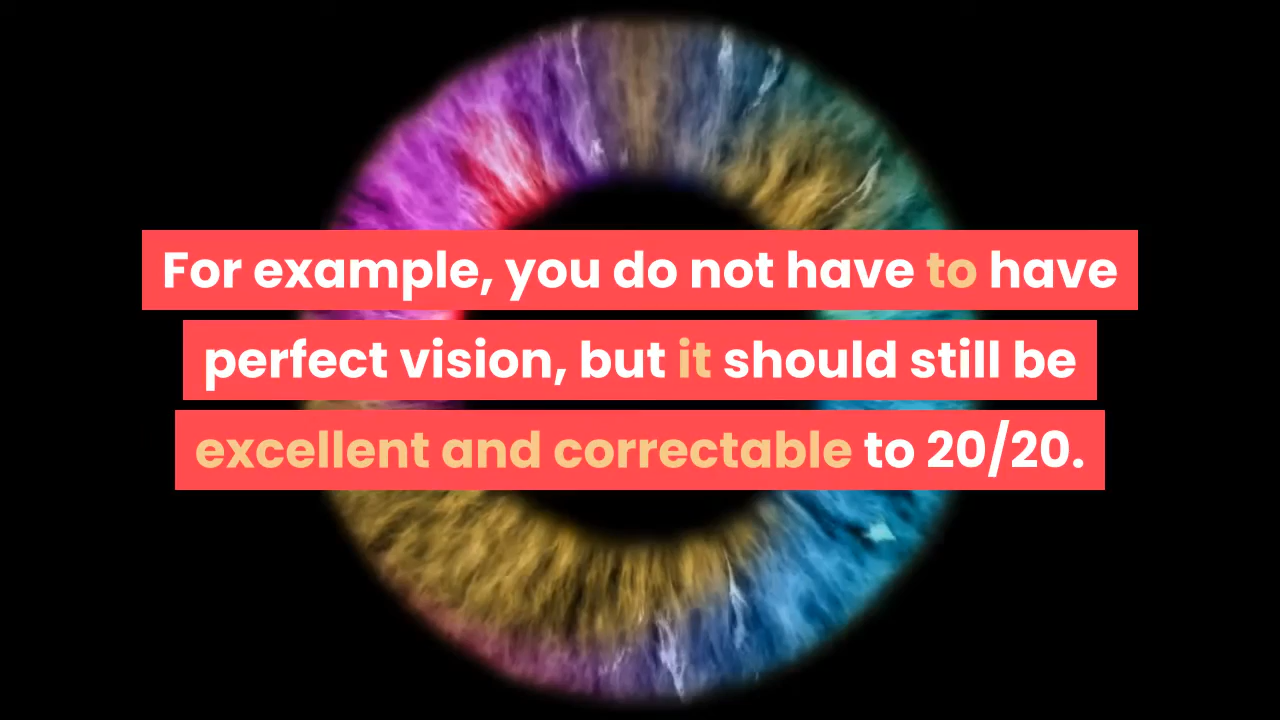 For example, you do not have to have
perfect vision, but it should still be
excellent and correctable to 20/20.